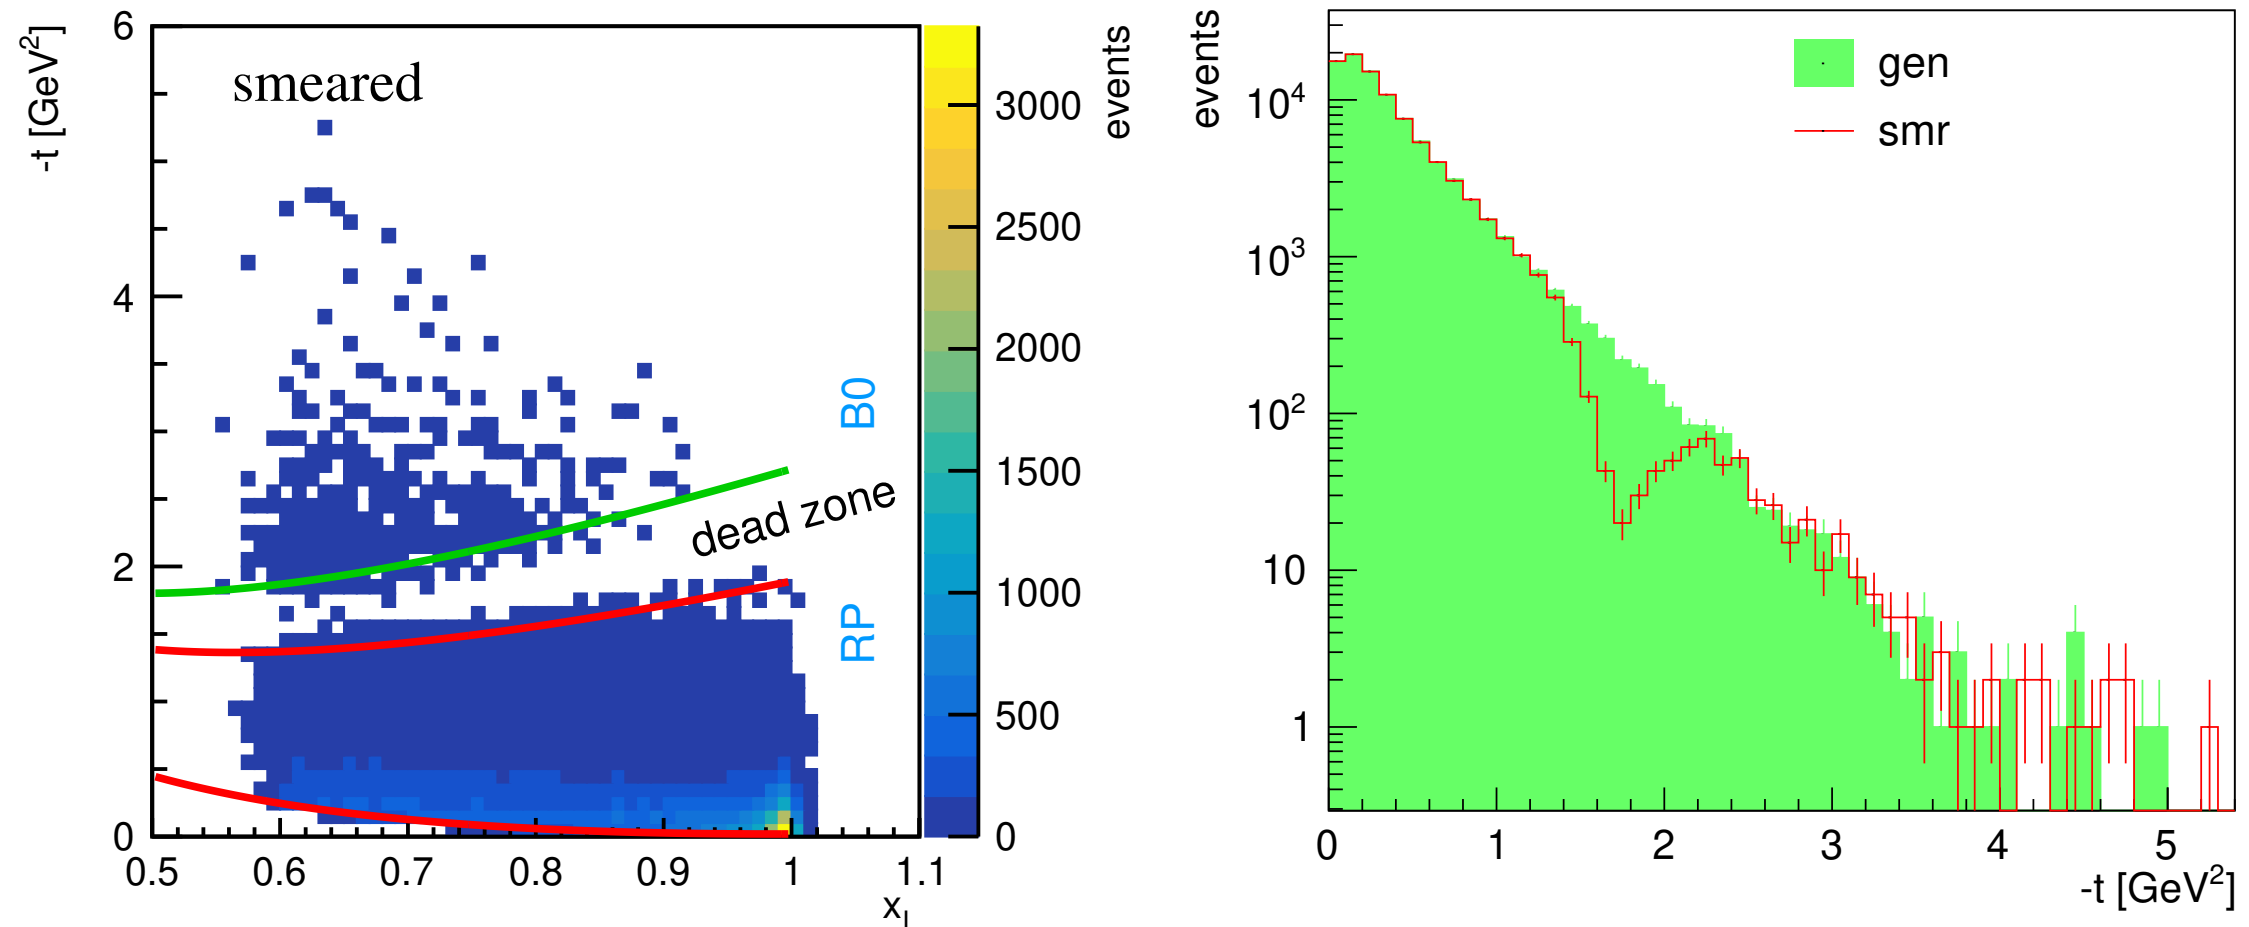 -t [GeV²]
6
4
2
0
smeared
B0
dead zone
RP
0.5 0.6 0.7 0.8 0.9 1 1.1
x_l
events
3000
2500
2000
1500
1000
500
0
events
10⁴
10³
10²
10
1
gen
smr
0 1 2 3 4 5
-t [GeV²]